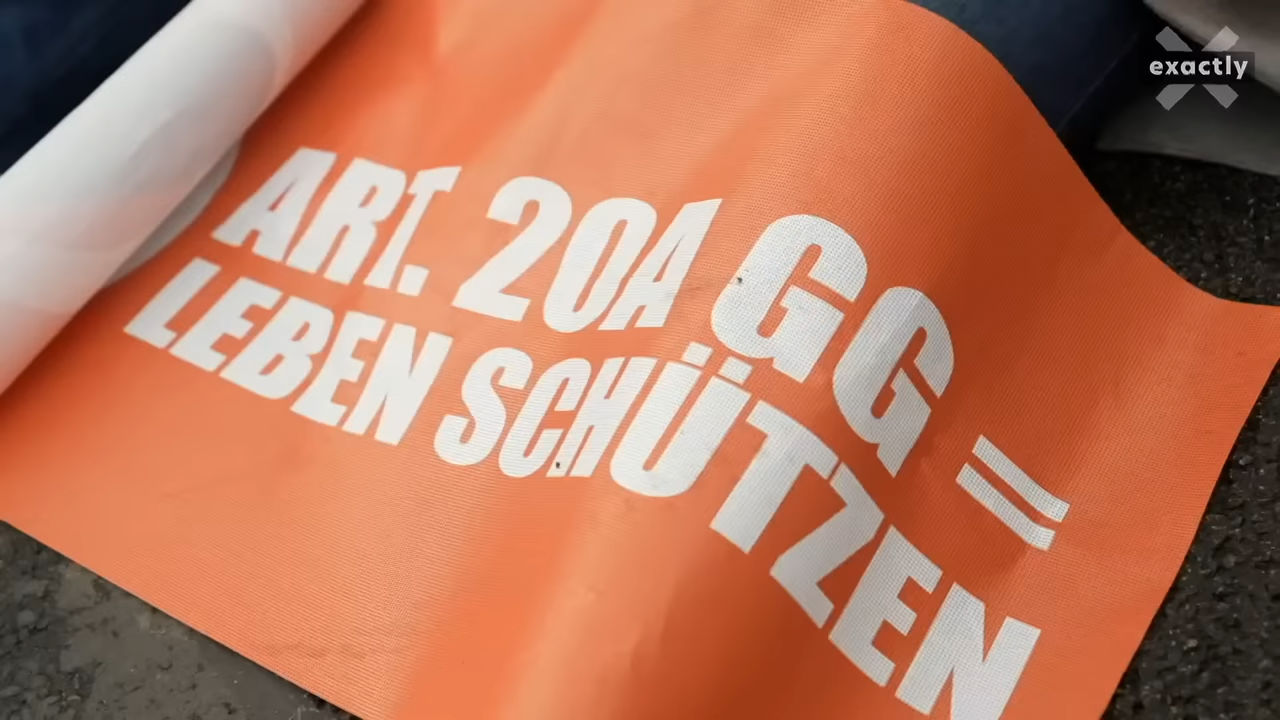 exactly
ART. 20A GG =
LEBEN SCHÜTZEN